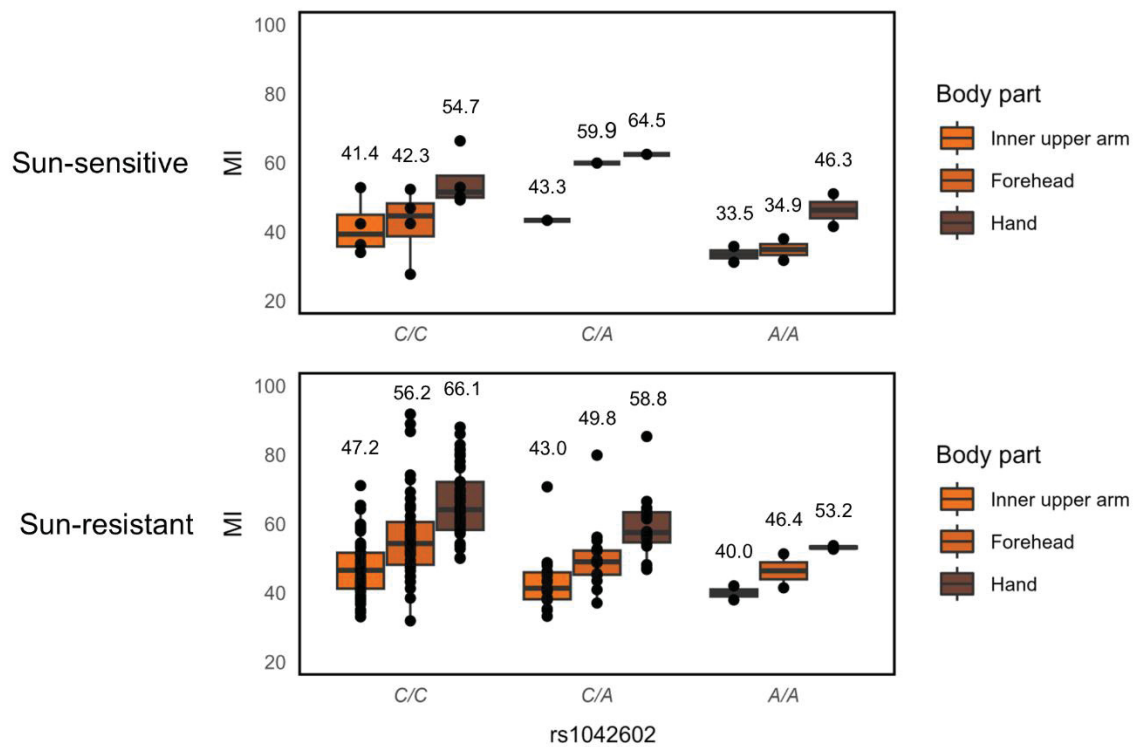 Sun-sensitive
MI
100
80
60
40
20
41.4
42.3
54.7
43.3
59.9
64.5
33.5
34.9
46.3
C/C
C/A
A/A
Body part
Inner upper arm
Forehead
Hand
Sun-resistant
MI
100
80
60
40
20
47.2
56.2
66.1
43.0
49.8
58.8
40.0
46.4
53.2
C/C
C/A
A/A
rs1042602
Body part
Inner upper arm
Forehead
Hand